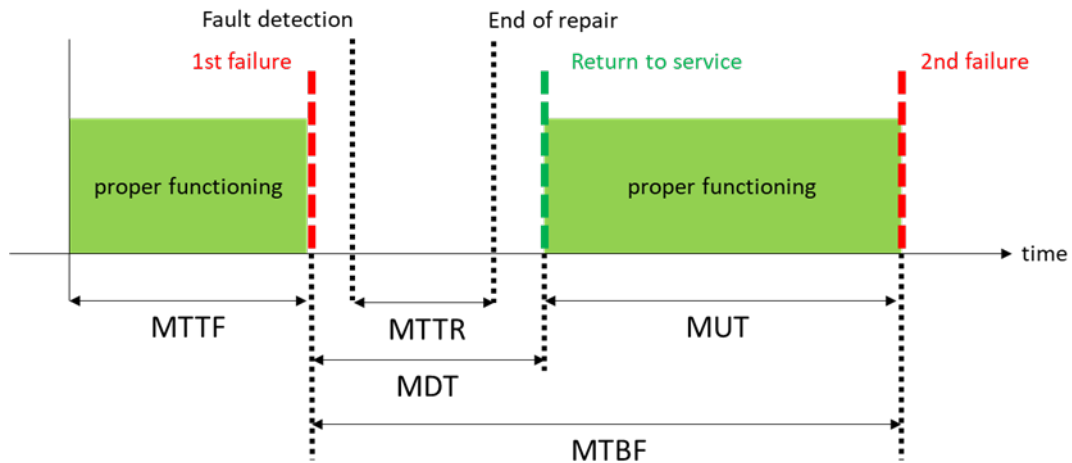 Fault detection
End of repair
1st failure
Return to service
2nd failure
proper functioning
proper functioning
time
MTTF
MTTR
MUT
MDT
MTBF